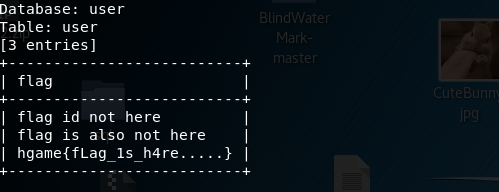 Database: user
Table: user
[3 entries]
+--------------------------+
| flag                     |
+--------------------------+
| flag id not here         |
| flag is also not here    |
| hgame{fLag_1s_h4re.....} |
+--------------------------+
BlindWater
Mark-
master
CuteBunny
jpg